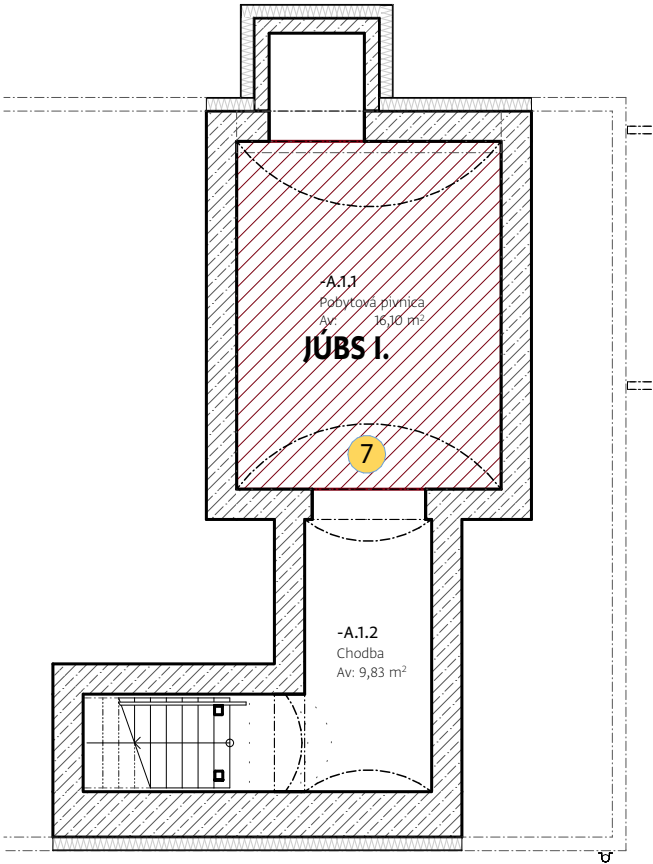 -A.1.1
Pobytová pivnica
Av: 16,10 m²
JÚBS I.
7
-A.1.2
Chodba
Av: 9,83 m²